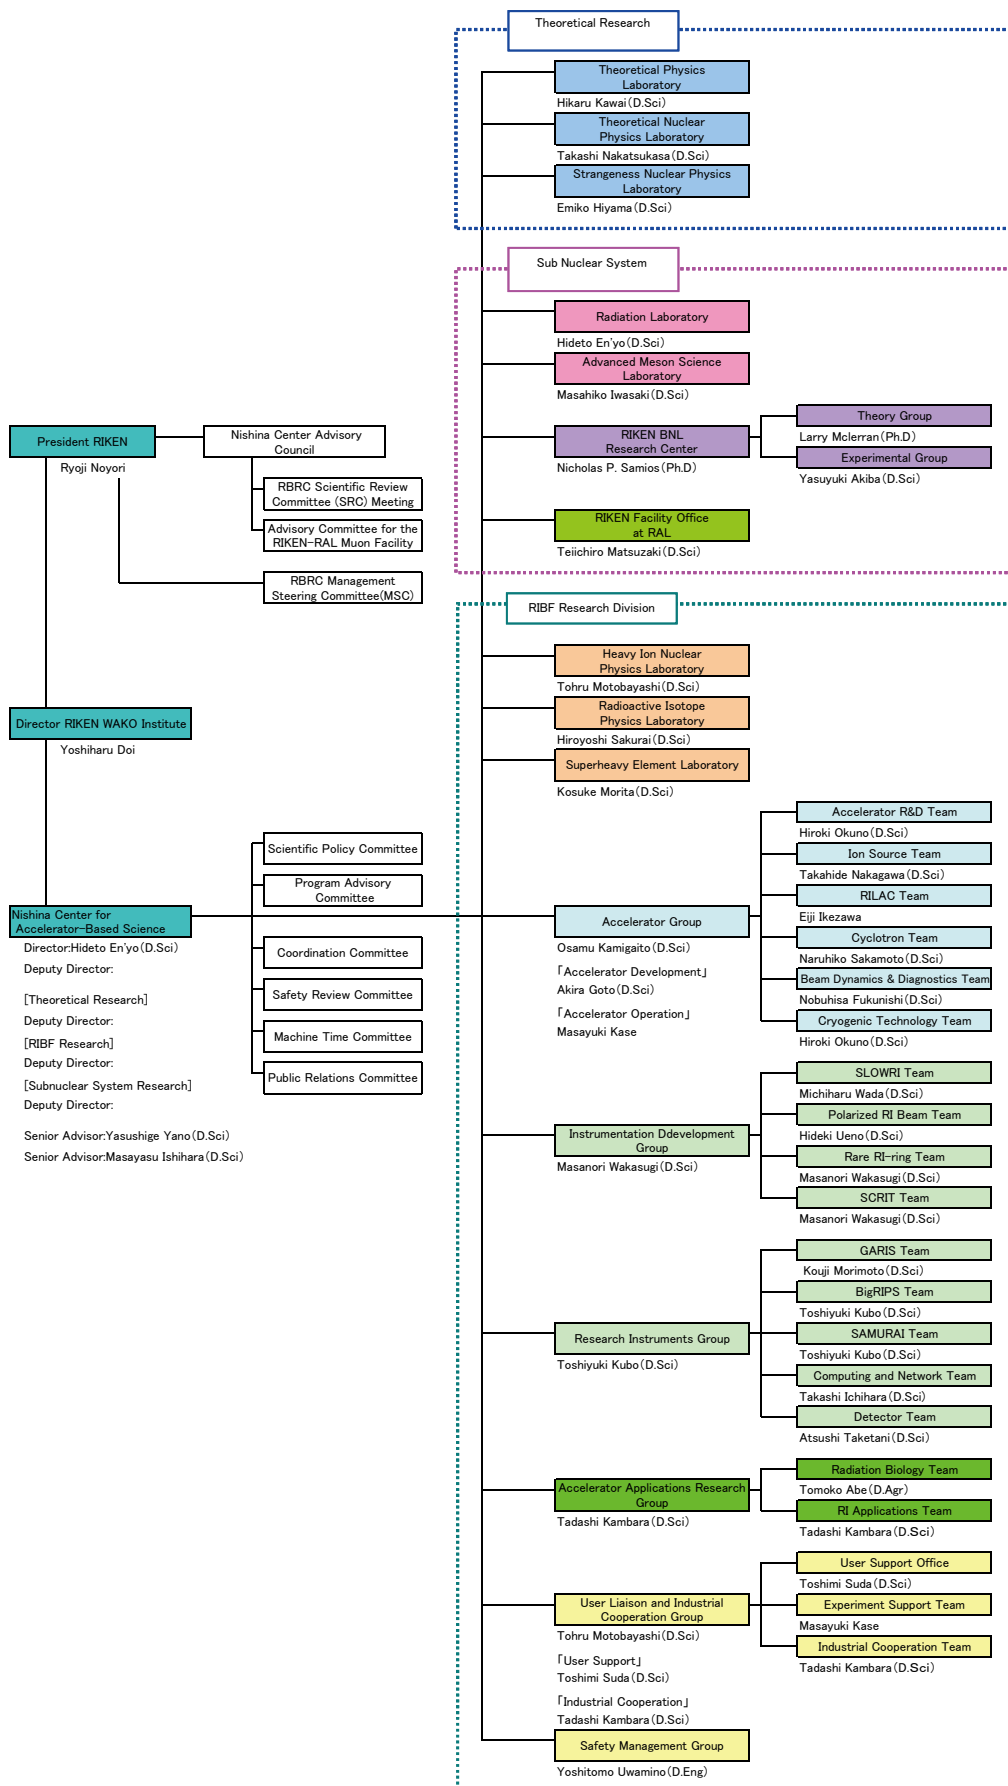 Theoretical Research
Theoretical Physics
Laboratory
Hikaru Kawai(D.Sci)
Theoretical Nuclear
Physics Laboratory
Takashi Nakatsukasa(D.Sci)
Strangeness Nuclear Physics
Laboratory
Emiko Hiyama(D.Sci)
Sub Nuclear System
Radiation Laboratory
Hideto En'yo(D.Sci)
Advanced Meson Science
Laboratory
Masahiko Iwasaki(D.Sci)
RIKEN BNL
Research Center
Nicholas P. Samios(Ph.D)
Theory Group
Larry Mclerran(Ph.D)
Experimental Group
Yasuyuki Akiba(D.Sci)
RIKEN Facility Office
at RAL
Teiichiro Matsuzaki(D.Sci)
President RIKEN
Ryoji Noyori
Nishina Center Advisory
Council
RBRC Scientific Review
Committee (SRC) Meeting
Advisory Committee for the
RIKEN-RAL Muon Facility
RBRC Management
Steering Committee(MSC)
Director RIKEN WAKO Institute
Yoshiharu Doi
Nishina Center for
Accelerator-Based Science
Director:Hideto En'yo(D.Sci)
Deputy Director:
[Theoretical Research]
Deputy Director:
[RIBF Research]
Deputy Director:
[Subnuclear System Research]
Deputy Director:
Senior Advisor:Yasushige Yano(D.Sci)
Senior Advisor:Masayasu Ishihara(D.Sci)
Scientific Policy Committee
Program Advisory
Committee
Coordination Committee
Safety Review Committee
Machine Time Committee
Public Relations Committee
RIBF Research Division
Heavy Ion Nuclear
Physics Laboratory
Tohru Motobayashi(D.Sci)
Radioactive Isotope
Physics Laboratory
Hiroyoshi Sakurai(D.Sci)
Superheavy Element Laboratory
Kosuke Morita(D.Sci)
Accelerator Group
Osamu Kamigaito(D.Sci)
「Accelerator Development」
Akira Goto(D.Sci)
「Accelerator Operation」
Masayuki Kase
Accelerator R&D Team
Hiroki Okuno(D.Sci)
Ion Source Team
Takahide Nakagawa(D.Sci)
RILAC Team
Eiji Ikezawa
Cyclotron Team
Naruhiko Sakamoto(D.Sci)
Beam Dynamics & Diagnostics Team
Nobuhisa Fukunishi(D.Sci)
Cryogenic Technology Team
Hiroki Okuno(D.Sci)
Instrumentation Ddevelopment
Group
Masanori Wakasugi(D.Sci)
SLOWRI Team
Michiharu Wada(D.Sci)
Polarized RI Beam Team
Hideki Ueno(D.Sci)
Rare RI-ring Team
Masanori Wakasugi(D.Sci)
SCRIT Team
Masanori Wakasugi(D.Sci)
Research Instruments Group
Toshiyuki Kubo(D.Sci)
GARIS Team
Kouji Morimoto(D.Sci)
BigRIPS Team
Toshiyuki Kubo(D.Sci)
SAMURAI Team
Toshiyuki Kubo(D.Sci)
Computing and Network Team
Takashi Ichihara(D.Sci)
Detector Team
Atsushi Taketani(D.Sci)
Accelerator Applications Research
Group
Tadashi Kambara(D.Sci)
Radiation Biology Team
Tomoko Abe(D.Agr)
RI Applications Team
Tadashi Kambara(D.Sci)
User Liaison and Industrial
Cooperation Group
Tohru Motobayashi(D.Sci)
「User Support」
Toshimi Suda(D.Sci)
「Industrial Cooperation」
Tadashi Kambara(D.Sci)
User Support Office
Toshimi Suda(D.Sci)
Experiment Support Team
Masayuki Kase
Industrial Cooperation Team
Tadashi Kambara(D.Sci)
Safety Management Group
Yoshitomo Uwamino(D.Eng)